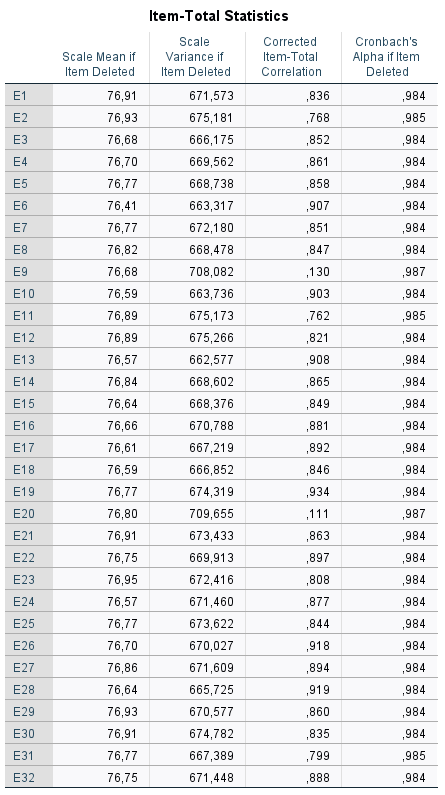 Item-Total Statistics
Scale Mean if Item Deleted Scale Variance if Item Deleted Corrected Item-Total Correlation Cronbach's Alpha if Item Deleted
E1 76,91 671,573 ,836 ,984
E2 76,93 675,181 ,768 ,985
E3 76,68 666,175 ,852 ,984
E4 76,70 669,562 ,861 ,984
E5 76,77 668,738 ,858 ,984
E6 76,41 663,317 ,907 ,984
E7 76,77 672,180 ,851 ,984
E8 76,82 668,478 ,847 ,984
E9 76,68 708,082 ,130 ,987
E10 76,59 663,736 ,903 ,984
E11 76,89 675,173 ,762 ,985
E12 76,89 675,266 ,821 ,984
E13 76,57 662,577 ,908 ,984
E14 76,84 668,602 ,865 ,984
E15 76,64 668,376 ,849 ,984
E16 76,66 670,788 ,881 ,984
E17 76,61 667,219 ,892 ,984
E18 76,59 666,852 ,846 ,984
E19 76,77 674,319 ,934 ,984
E20 76,80 709,655 ,111 ,987
E21 76,91 673,433 ,863 ,984
E22 76,75 669,913 ,897 ,984
E23 76,95 672,416 ,808 ,984
E24 76,57 671,460 ,877 ,984
E25 76,77 673,622 ,844 ,984
E26 76,70 670,027 ,918 ,984
E27 76,86 671,609 ,894 ,984
E28 76,64 665,725 ,919 ,984
E29 76,93 670,577 ,860 ,984
E30 76,91 674,782 ,835 ,984
E31 76,77 667,389 ,799 ,985
E32 76,75 671,448 ,888 ,984